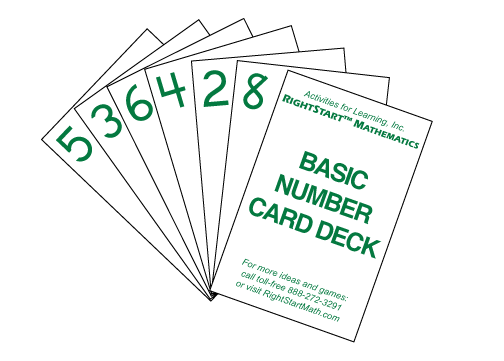 5 3 6 4 2 8
Activities for Learning, Inc.
RIGHTSTART™ MATHEMATICS
BASIC
NUMBER
CARD DECK
For more ideas and games:
call toll-free 888-272-3291
or visit RightStartMath.com